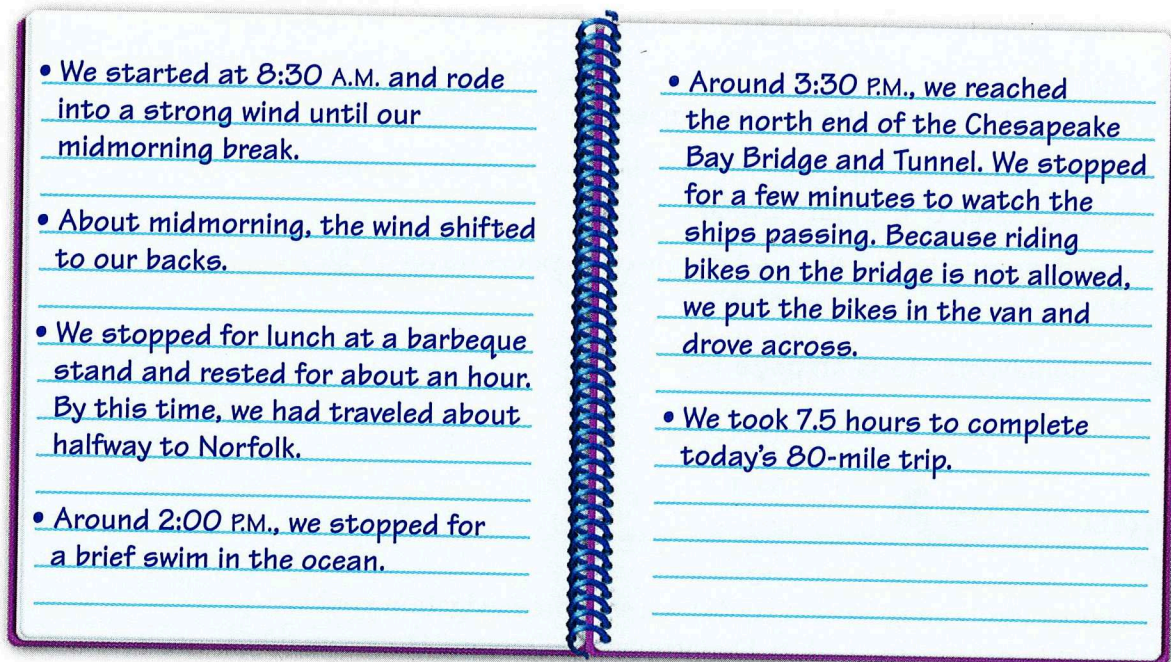 • We started at 8:30 A.M. and rode
into a strong wind until our
midmorning break.
• About midmorning, the wind shifted
to our backs.
• We stopped for lunch at a barbeque
stand and rested for about an hour.
By this time, we had traveled about
halfway to Norfolk.
• Around 2:00 P.M., we stopped for
a brief swim in the ocean.
• Around 3:30 P.M., we reached
the north end of the Chesapeake
Bay Bridge and Tunnel. We stopped
for a few minutes to watch the
ships passing. Because riding
bikes on the bridge is not allowed,
we put the bikes in the van and
drove across.
• We took 7.5 hours to complete
today's 80-mile trip.